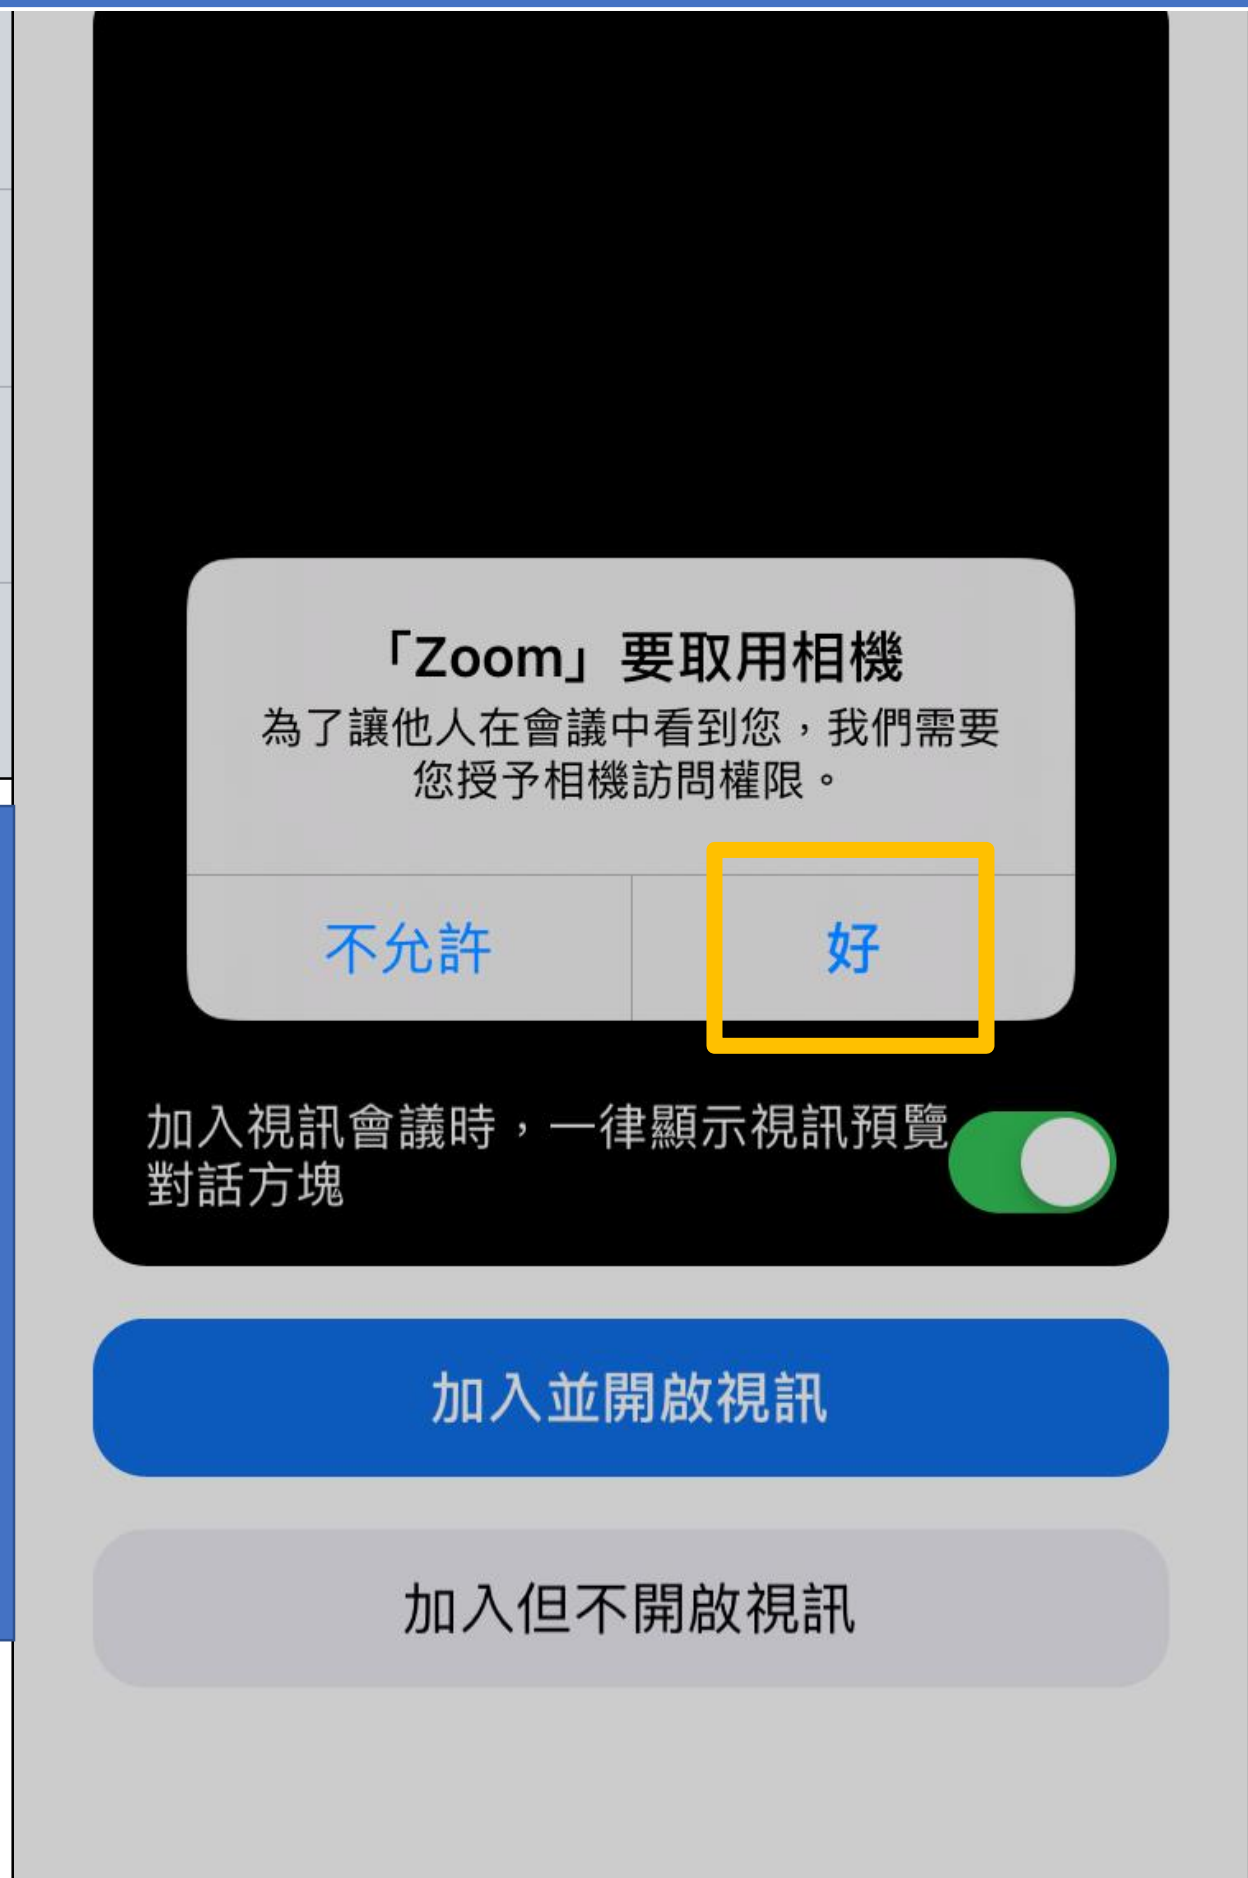 「Zoom」要取用相機
為了讓他人在會議中看到您，我們需要
您授予相機訪問權限。
不允許
好
加入視訊會議時，一律顯示視訊預覽
對話方塊
加入並開啟視訊
加入但不開啟視訊